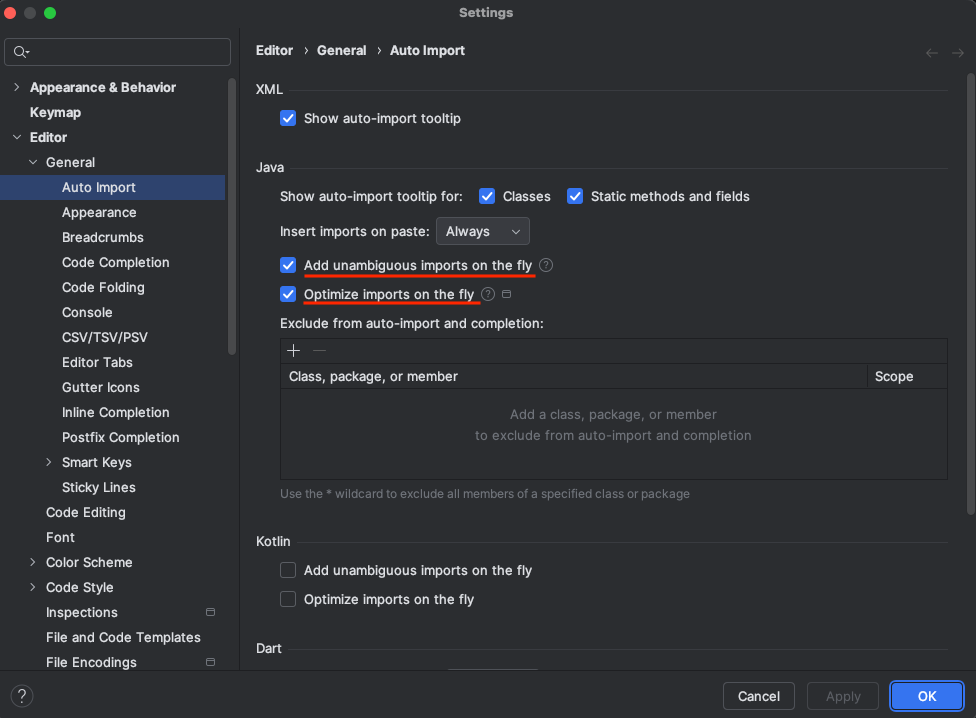 Settings
Appearance & Behavior
Keymap
Editor
General
Auto Import
Appearance
Breadcrumbs
Code Completion
Code Folding
Console
CSV/TSV/PSV
Editor Tabs
Gutter Icons
Inline Completion
Postfix Completion
Smart Keys
Sticky Lines
Code Editing
Font
Color Scheme
Code Style
Inspections
File and Code Templates
File Encodings
Editor › General › Auto Import
XML
Show auto-import tooltip
Java
Show auto-import tooltip for: Classes Static methods and fields
Insert imports on paste: Always
Add unambiguous imports on the fly ?
Optimize imports on the fly ?
Exclude from auto-import and completion:
Class, package, or member Scope
Add a class, package, or member
to exclude from auto-import and completion
Use the * wildcard to exclude all members of a specified class or package
Kotlin
Add unambiguous imports on the fly
Optimize imports on the fly
Dart
? Cancel Apply OK